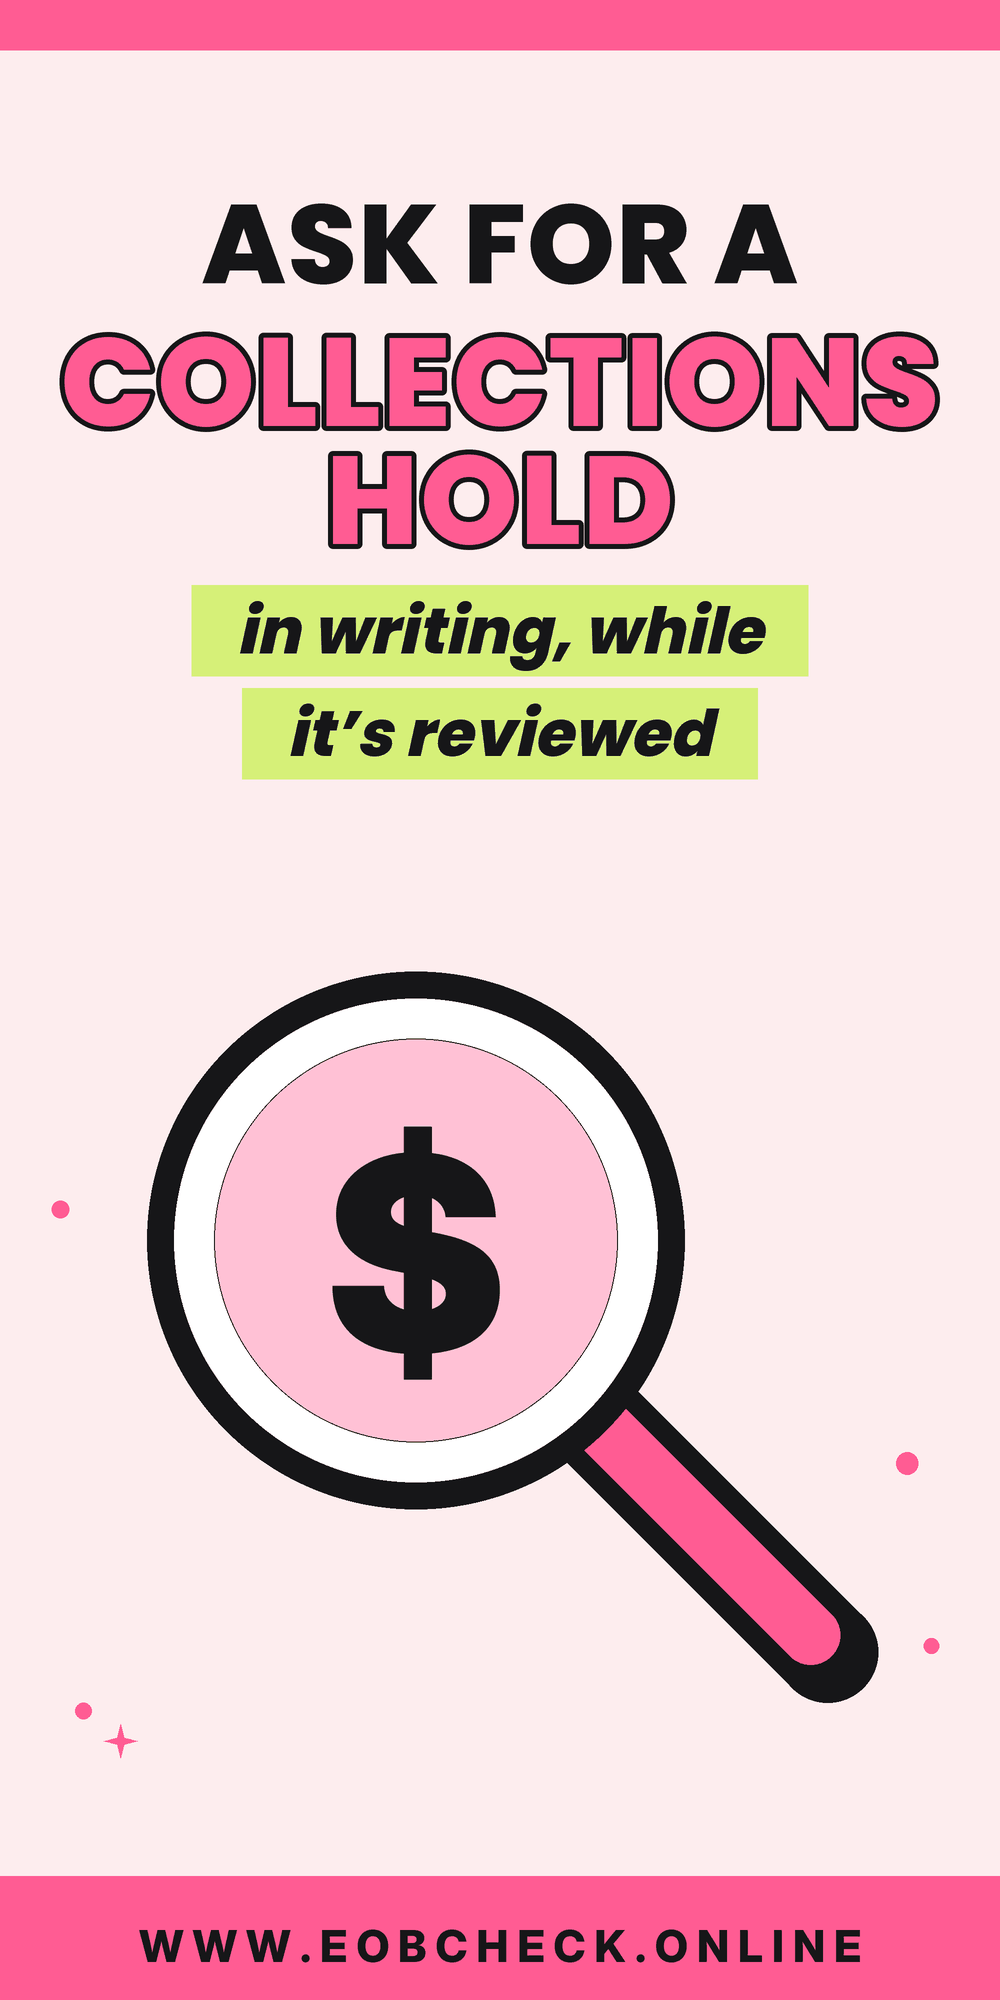 ASK FOR A
COLLECTIONS
HOLD
in writing, while
it’s reviewed
$
WWW.EOBCHECK.ONLINE